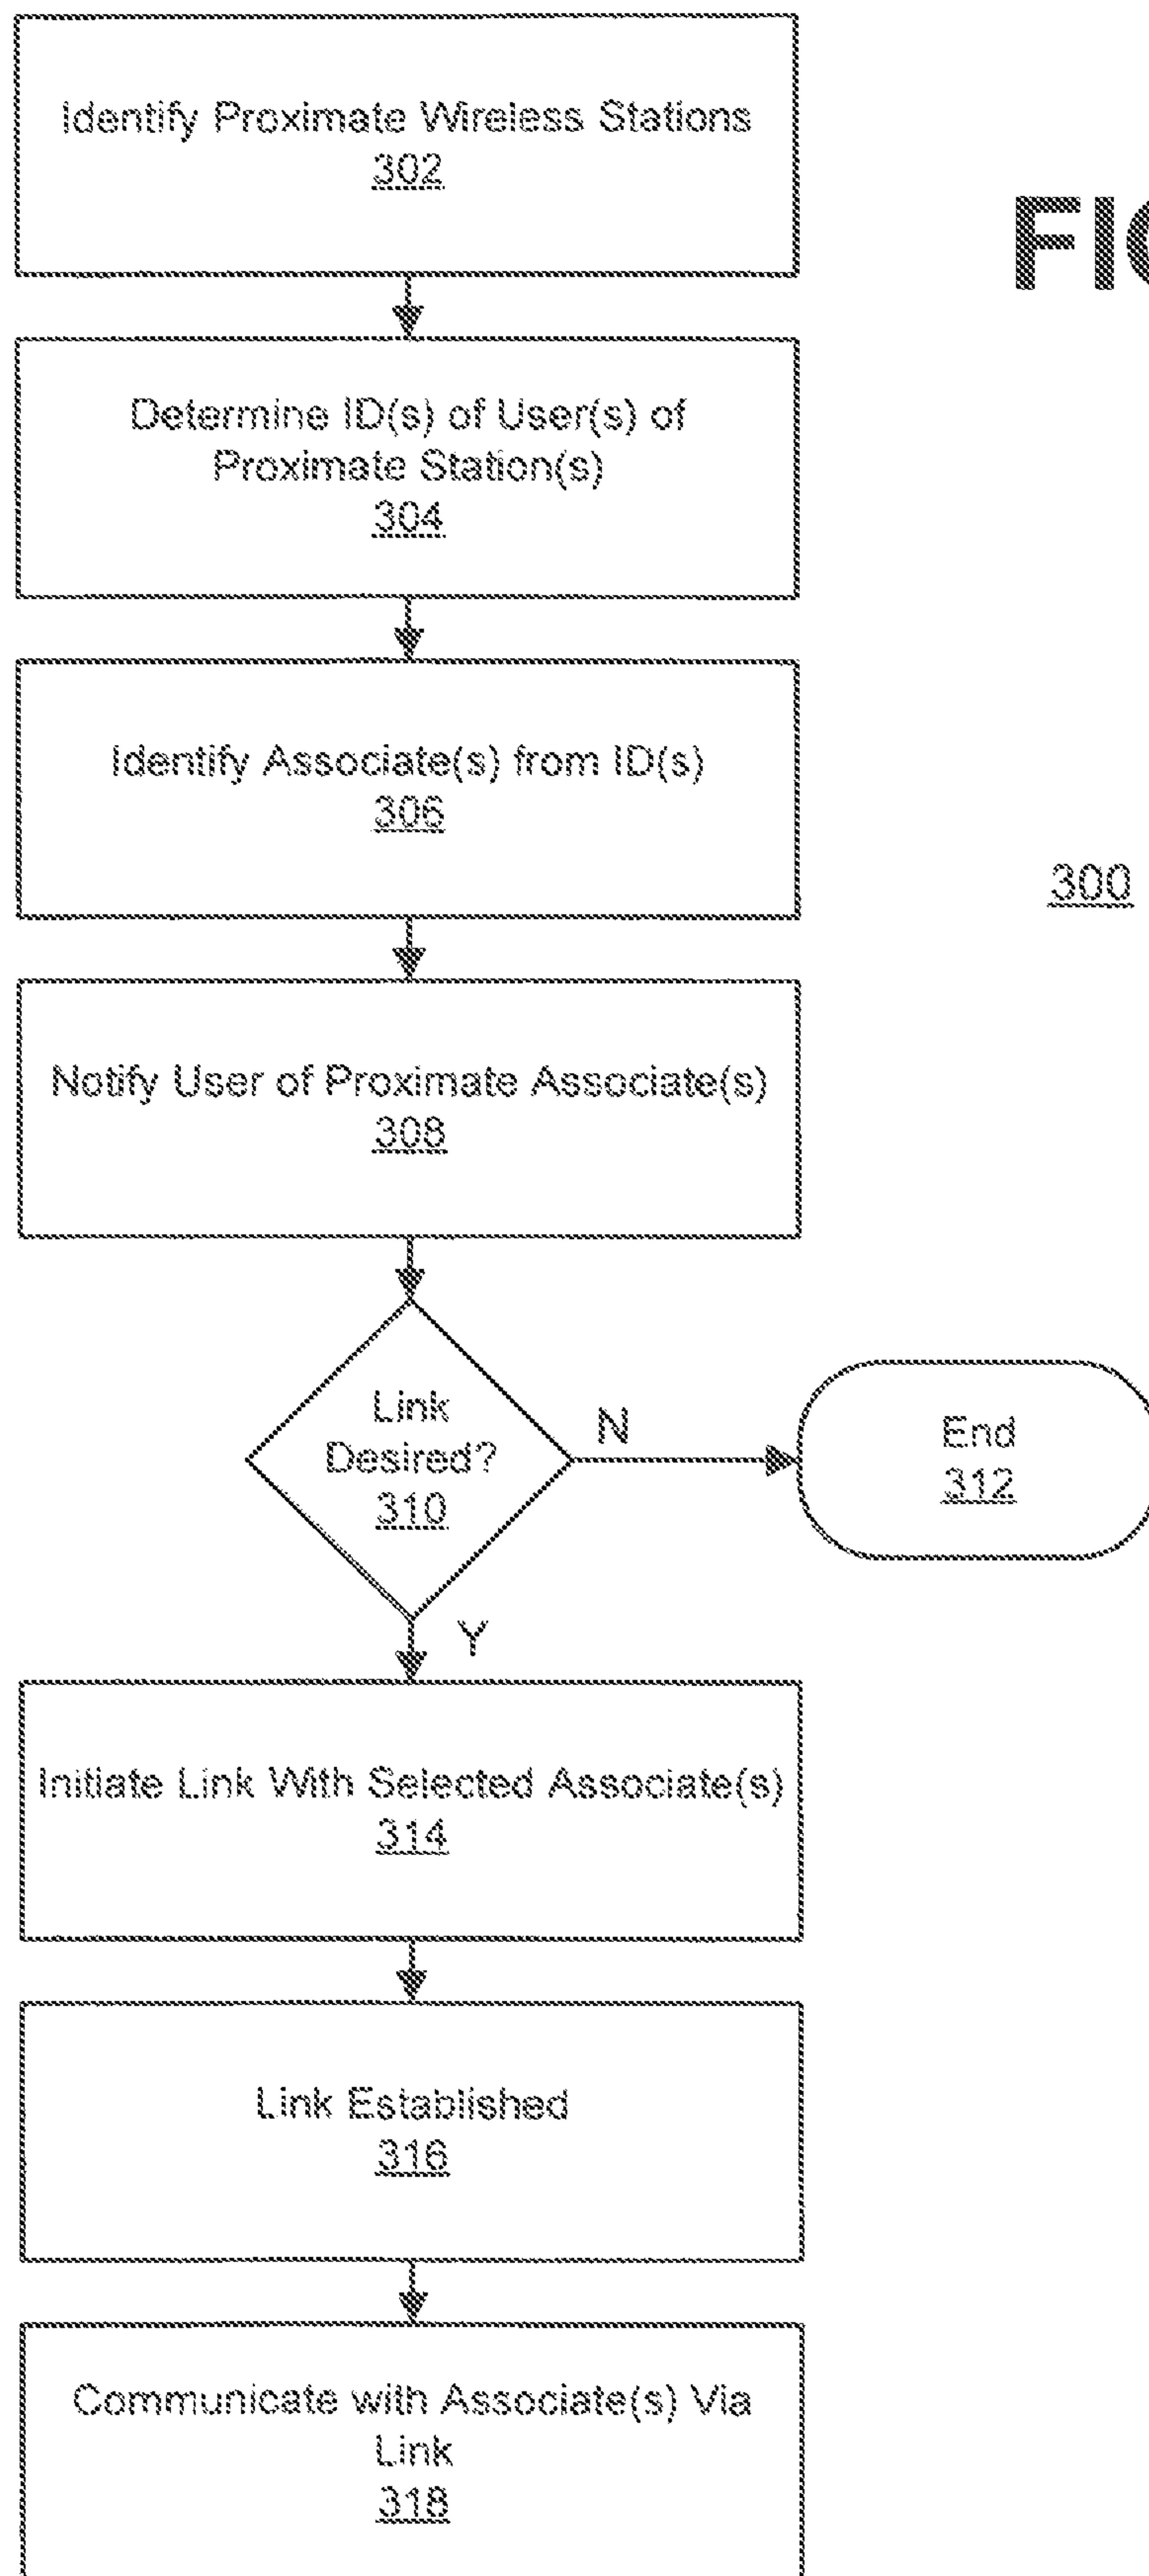 Identify Proximate Wireless Stations
302
FIG
Determine ID(s) of User(s) of
Proximate Station(s)
304
Identify Associate(s) from ID(s)
306
300
Notify User of Proximate Associate(s)
308
Link
Desired?
310
N
End
312
Y
Initiate Link With Selected Associate(s)
314
Link Established
316
Communicate with Associate(s) Via
Link
318